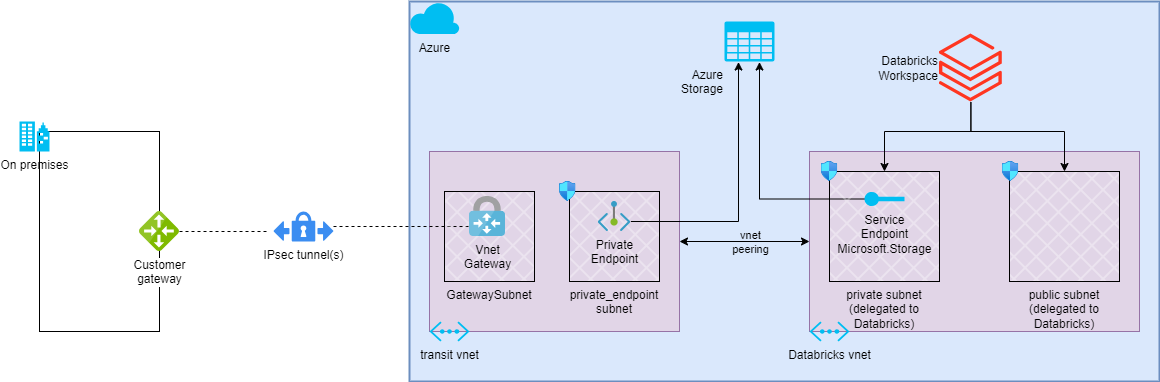 Azure
Azure
Storage
Databricks
Workspace
On premises
Customer
gateway
IPsec tunnel(s)
Vnet
Gateway
GatewaySubnet
Private
Endpoint
private_endpoint
subnet
transit vnet
vnet
peering
Service
Endpoint
Microsoft.Storage
private subnet
(delegated to
Databricks)
public subnet
(delegated to
Databricks)
Databricks vnet